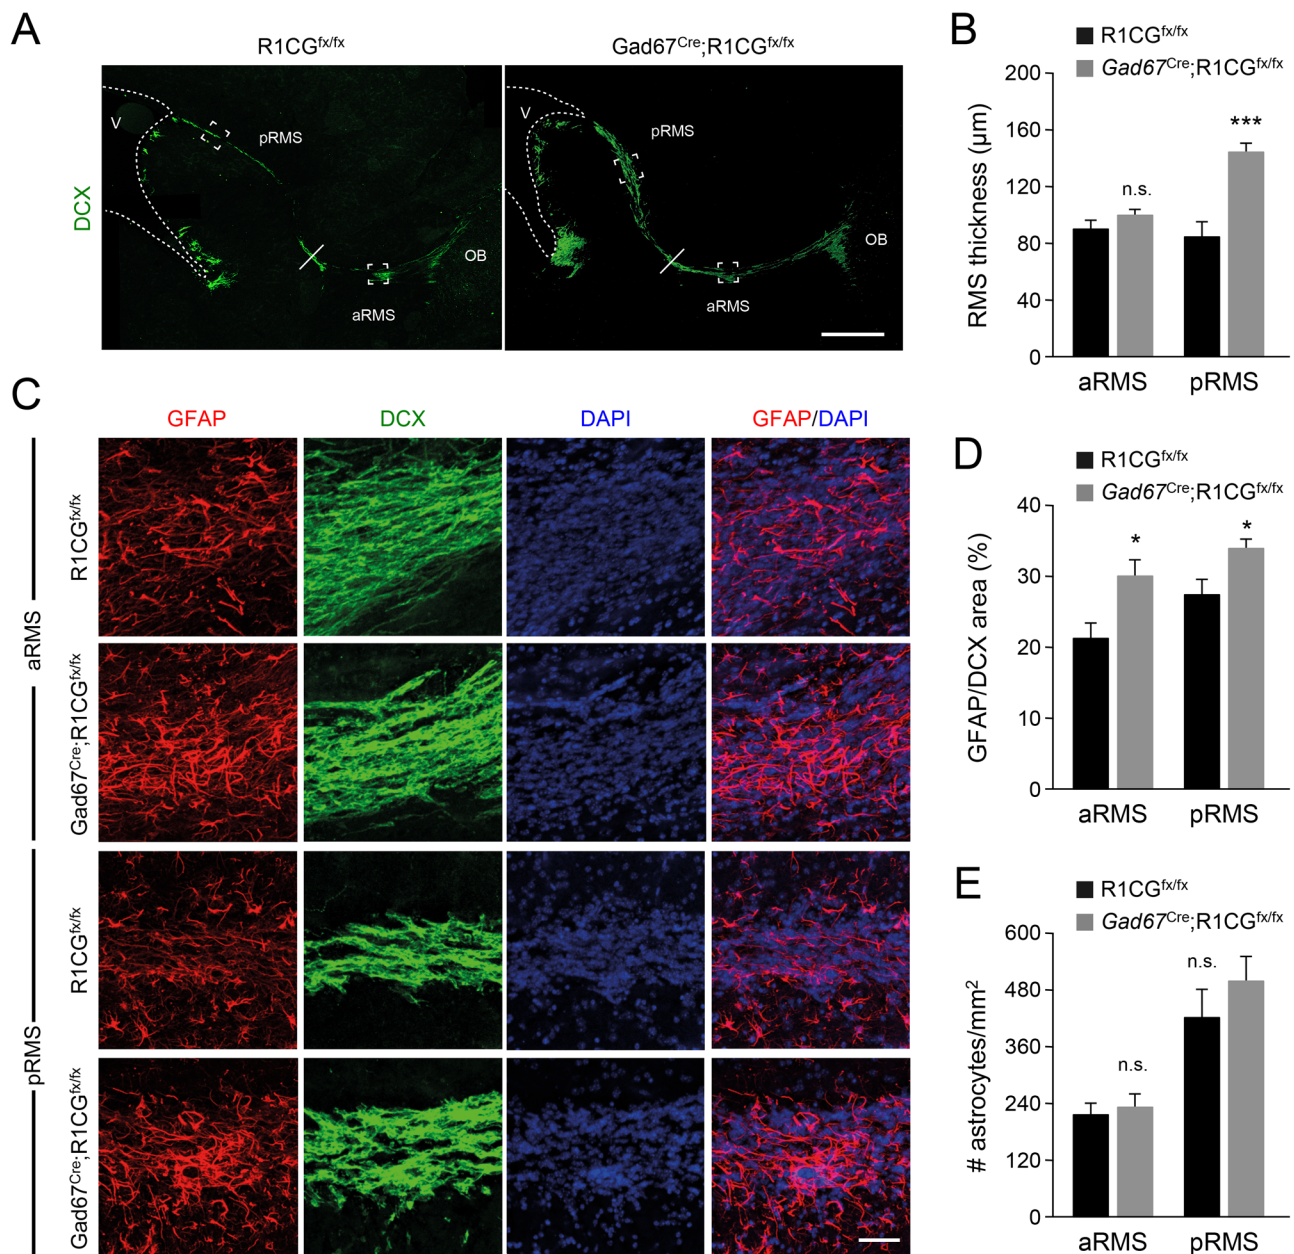 A
R1CGfx/fx
Gad67Cre;R1CGfx/fx
DCX
V
pRMS
aRMS
OB
V
pRMS
aRMS
OB
B
R1CGfx/fx
Gad67Cre;R1CGfx/fx
RMS thickness (µm)
200
160
120
80
40
0
n.s.
***
aRMS pRMS
C
GFAP DCX DAPI GFAP/DAPI
aRMS
R1CGfx/fx
Gad67Cre;R1CGfx/fx
pRMS
R1CGfx/fx
Gad67Cre;R1CGfx/fx
D
R1CGfx/fx
Gad67Cre;R1CGfx/fx
GFAP/DCX area (%)
40
30
20
10
0
*
*
aRMS pRMS
E
R1CGfx/fx
Gad67Cre;R1CGfx/fx
# astrocytes/mm2
600
480
360
240
120
0
n.s.
n.s.
aRMS pRMS